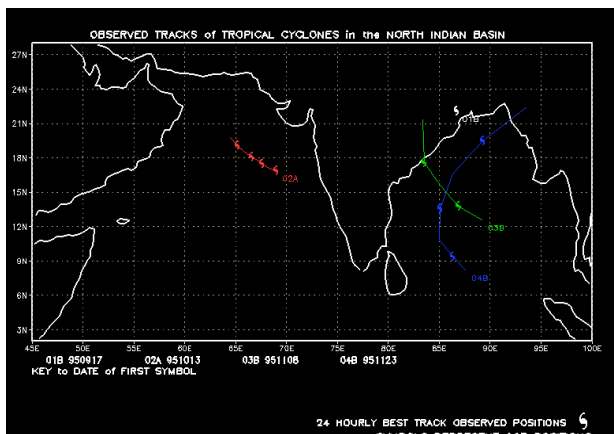 OBSERVED TRACKS of TROPICAL CYCLONES in the NORTH INDIAN BASIN
27N
24N
21N
01B
18N
02A
15N
03B
12N
9N
04B
6N
3N
45E 50E 55E 60E 65E 70E 75E 80E 85E 90E 95E 100E
01B 950917 02A 951013 03B 951108 04B 951123
KEY to DATE of FIRST SYMBOL
24 HOURLY BEST TRACK OBSERVED POSITIONS